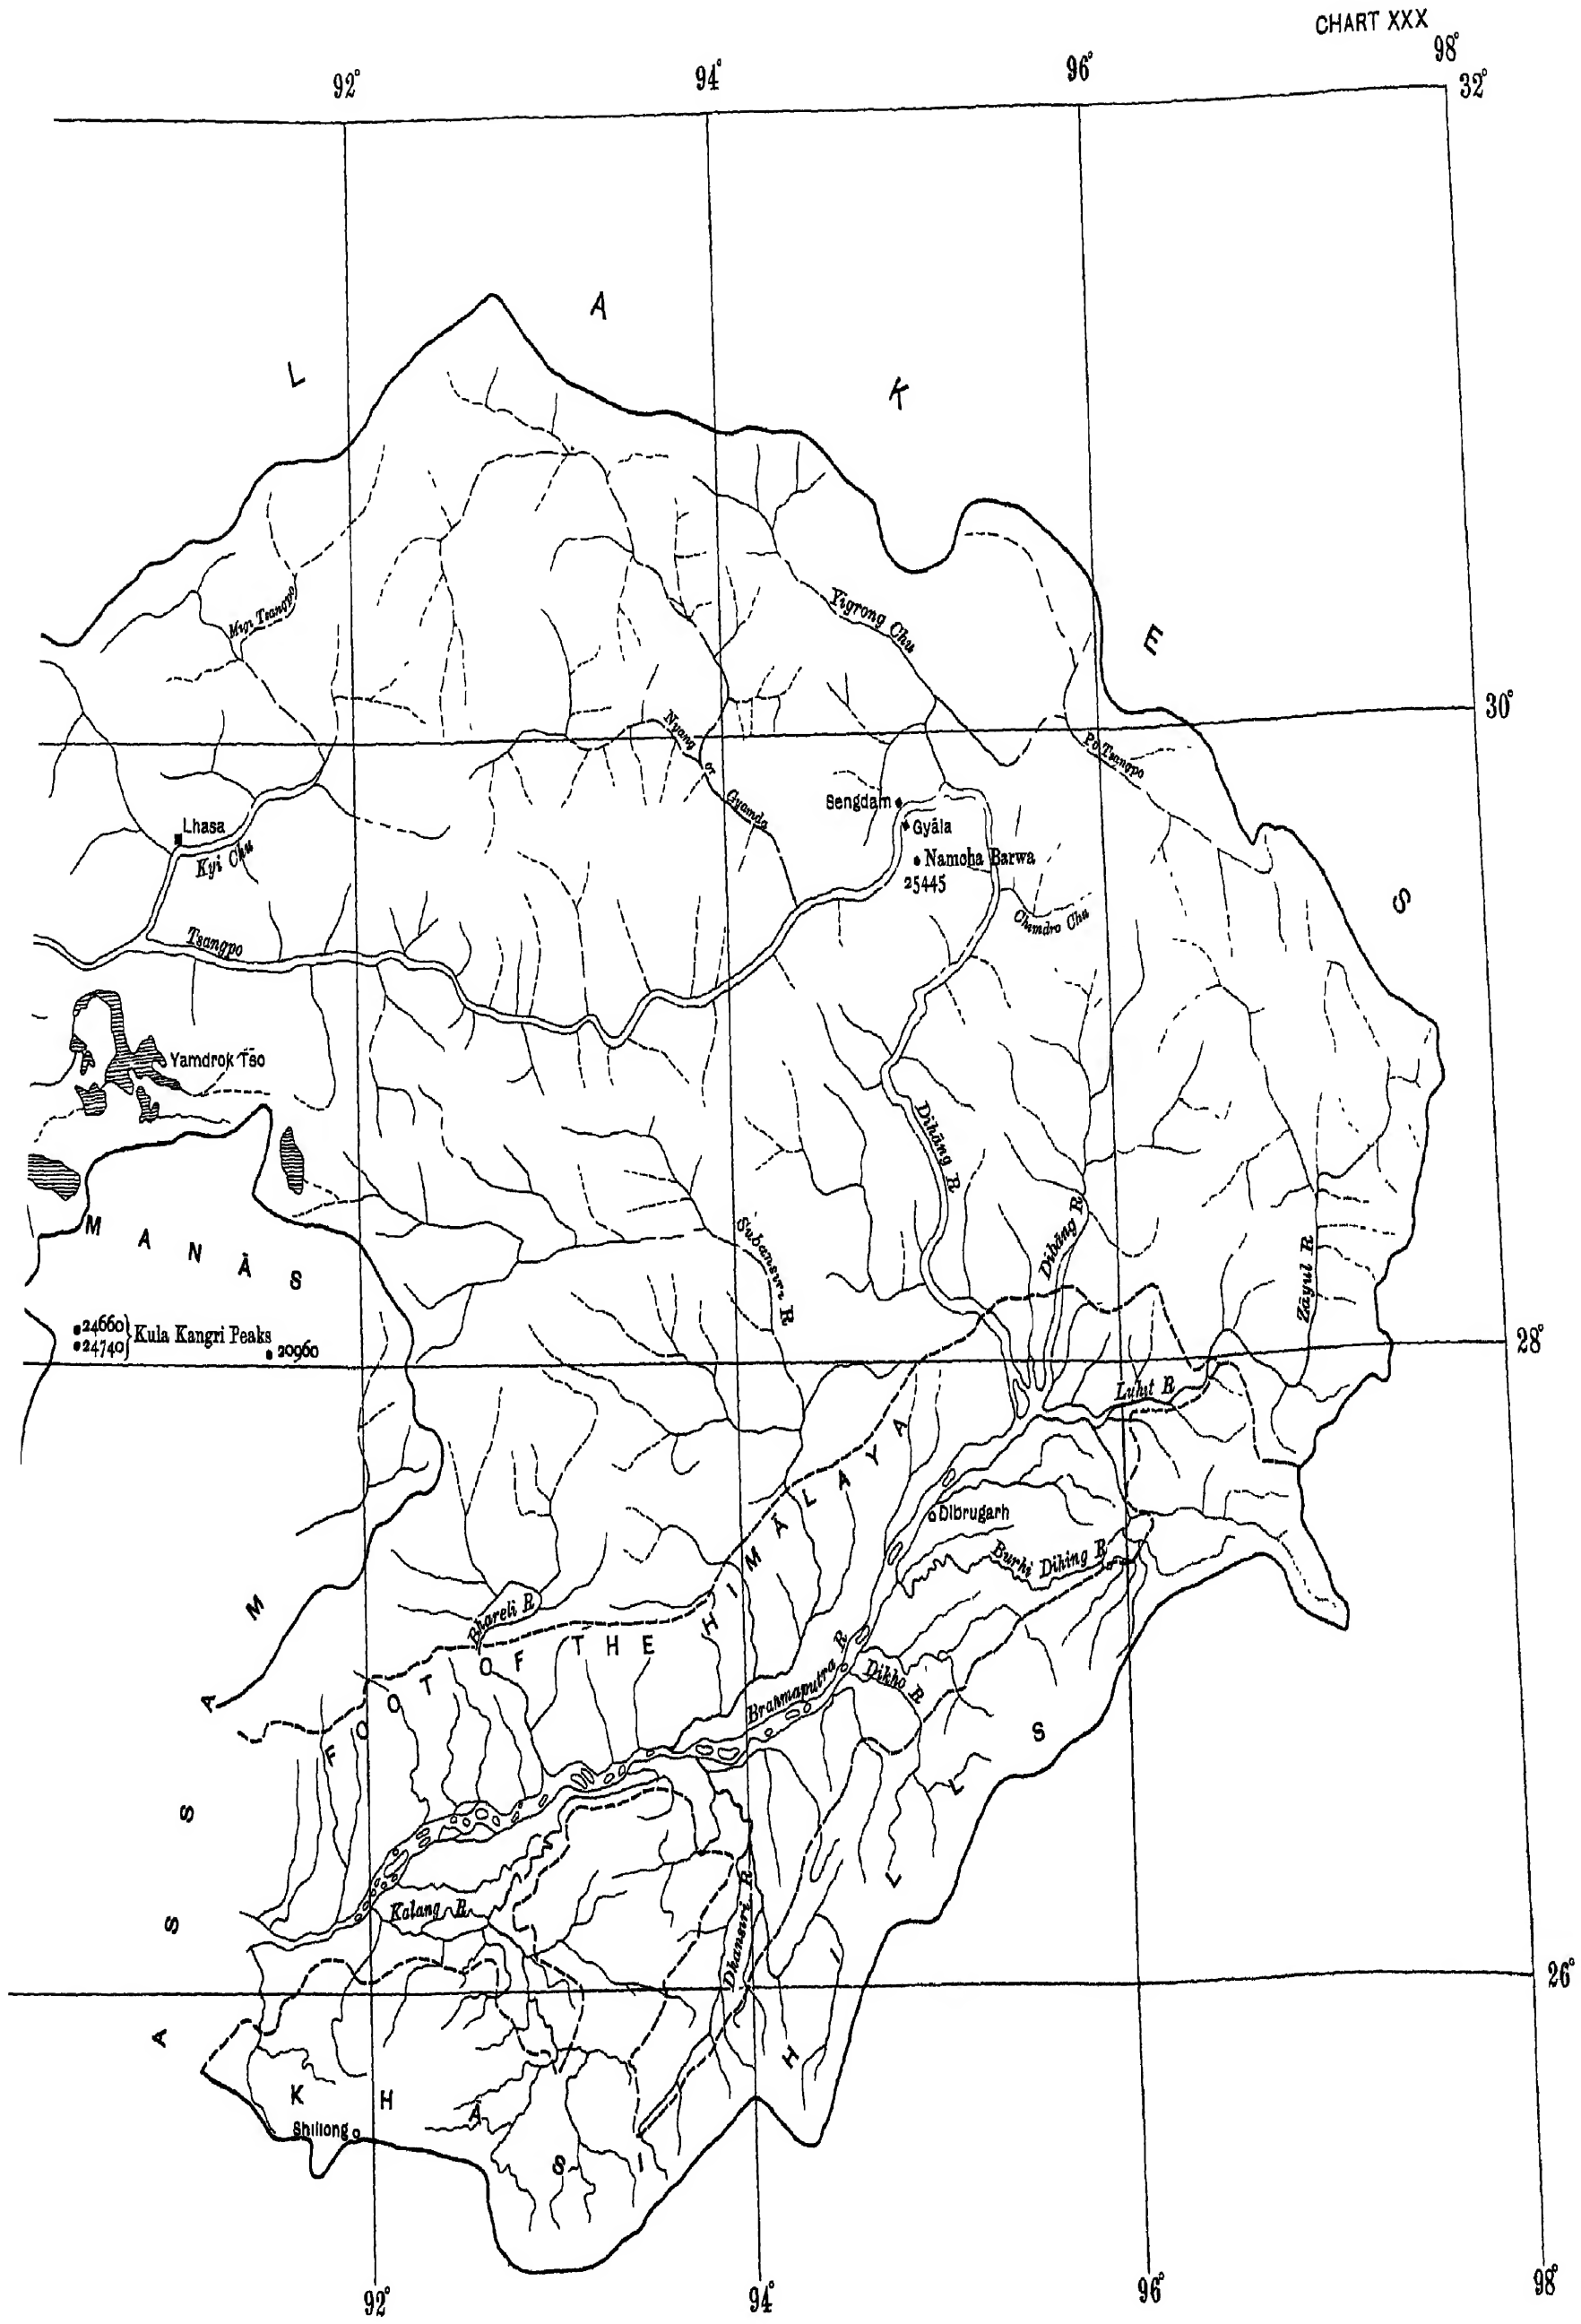 CHART XXX
92° 94° 96° 98°
32°
L A K E S
Migi Tsangpo
Yigrong Chu
30°
Nyang or Gyamda
Po Tsangpo
Sengdam
Gyāla
Namcha Barwa
25445
Lhasa
Kyi Chu
Chemdro Chu
Tsangpo
Yamdrok Tso
Dihāng R
Dibāng R
Subansiri R
Zāyul R
M A N Ā S
24660
24740
Kula Kangri Peaks
20960
28°
Luhit R
Dibrugarh
Burhi Dihing R
Bhareli R
FOOT OF THE HIMĀLAYA
Brahmaputra R
Dikho R
A S S A M
Kalang R
Dhansiri R
26°
K H Ā S I H I L L S
Shillong
92° 94° 96° 98°